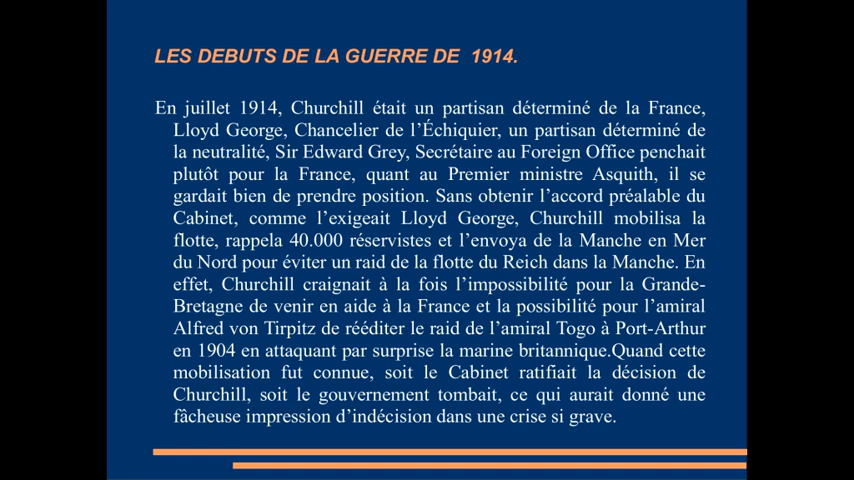 LES DEBUTS DE LA GUERRE DE  1914.
En juillet 1914, Churchill était un partisan déterminé de la France,
Lloyd George, Chancelier de l’Échiquier, un partisan déterminé de
la neutralité, Sir Edward Grey, Secrétaire au Foreign Office penchait
plutôt pour la France, quant au Premier ministre Asquith, il se
gardait bien de prendre position. Sans obtenir l’accord préalable du
Cabinet, comme l’exigeait Lloyd George, Churchill mobilisa la
flotte, rappela 40.000 réservistes et l’envoya de la Manche en Mer
du Nord pour éviter un raid de la flotte du Reich dans la Manche. En
effet, Churchill craignait à la fois l’impossibilité pour la Grande-
Bretagne de venir en aide à la France et la possibilité pour l’amiral
Alfred von Tirpitz de rééditer le raid de l’amiral Togo à Port-Arthur
en 1904 en attaquant par surprise la marine britannique.Quand cette
mobilisation fut connue, soit le Cabinet ratifiait la décision de
Churchill, soit le gouvernement tombait, ce qui aurait donné une
fâcheuse impression d’indécision dans une crise si grave.